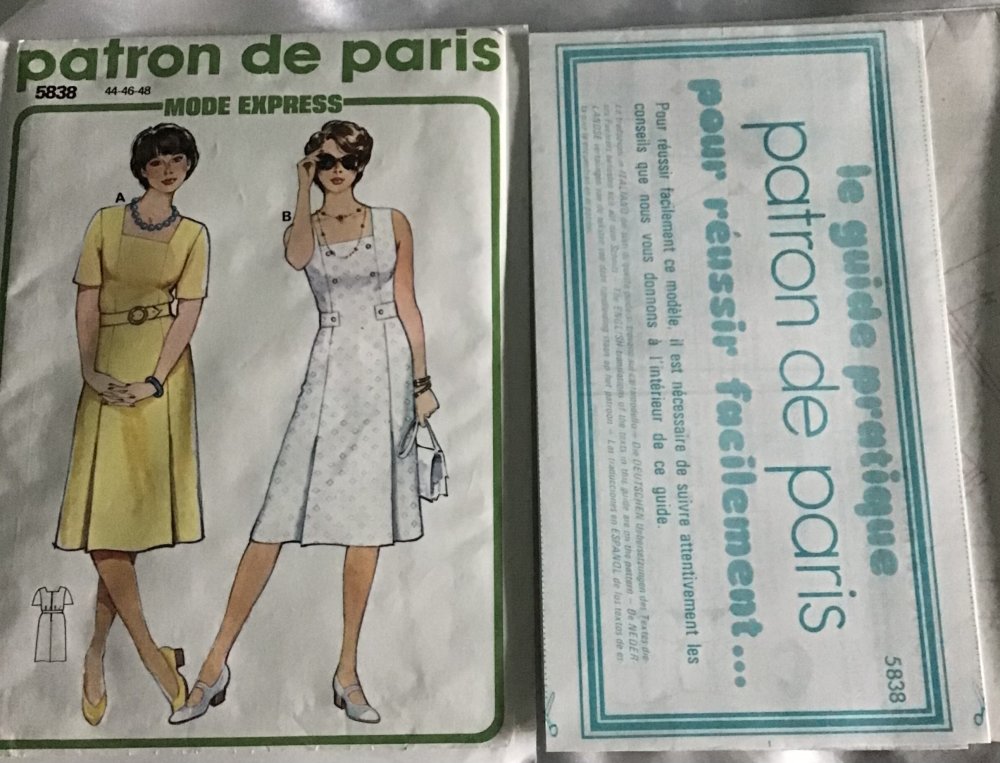 patron de paris
5838 44-46-48
MODE EXPRESS
A
B
le guide pratique
patron de paris
pour réussir facilement...
Pour réussir facilement ce modèle, il est nécessaire de suivre attentivement les
conseils que nous vous donnons à l'intérieur de ce guide.
5838